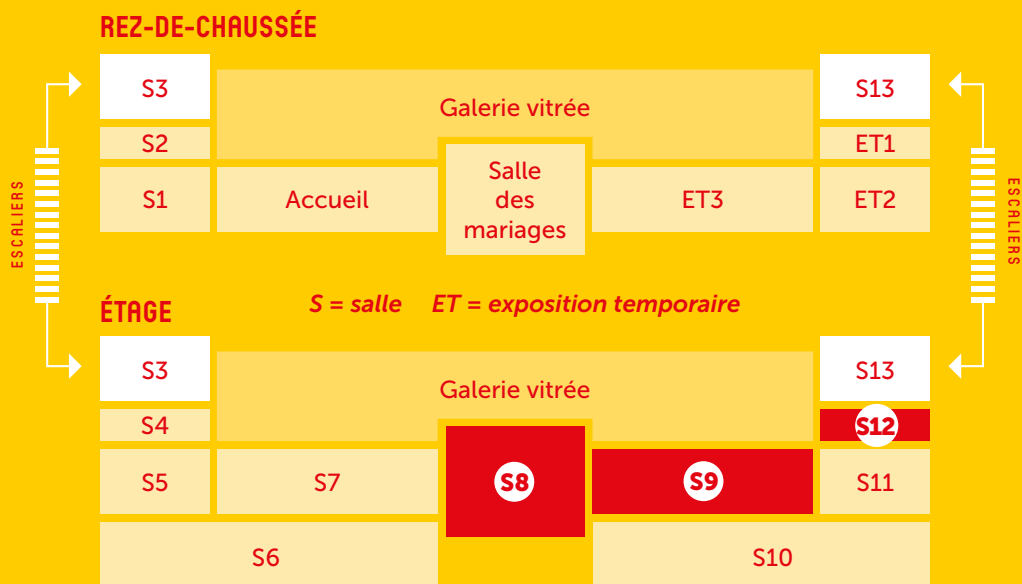 REZ-DE-CHAUSSÉE
S3
Galerie vitrée
S13
S2
ET1
S1
Accueil
Salle
des
mariages
ET3
ET2
ESCALIERS
ESCALIERS
ÉTAGE
S = salle ET = exposition temporaire
S3
Galerie vitrée
S13
S4
S12
S5
S7
S8
S9
S11
S6
S10